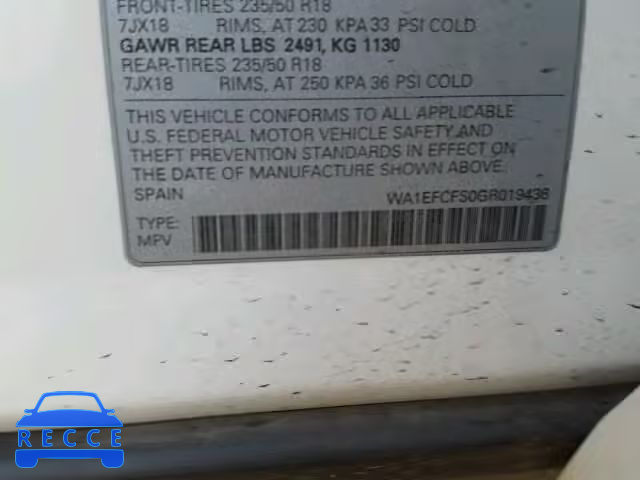 FRONT-TIRES 235/50 R18
7JX18 RIMS, AT 230 KPA 33 PSI COLD
GAWR REAR LBS 2491, KG 1130
REAR-TIRES 235/50 R18
7JX18 RIMS, AT 250 KPA 36 PSI COLD
THIS VEHICLE CONFORMS TO ALL APPLICABLE
U.S. FEDERAL MOTOR VEHICLE SAFETY AND
THEFT PREVENTION STANDARDS IN EFFECT ON
THE DATE OF MANUFACTURE SHOWN ABOVE.
SPAIN WA1EFCFS0GR019436
TYPE:
MPV
RECCE